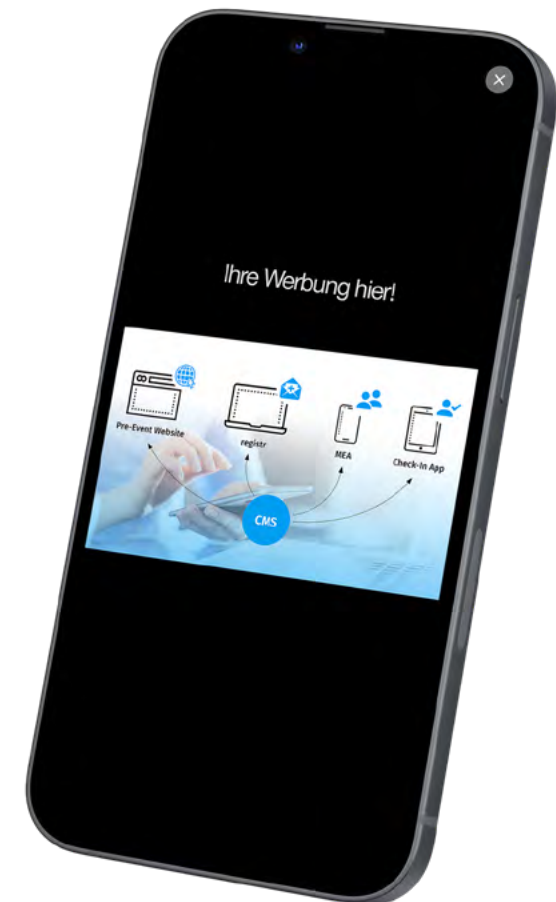 Ihre Werbung hier!
Pre-Event Website
registr
MEA
Check-In App
CMS